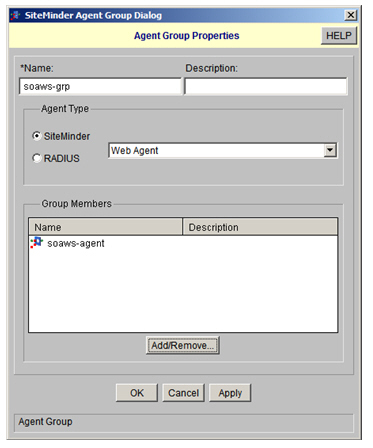 SiteMinder Agent Group Dialog
Agent Group Properties
HELP
*Name: Description:
soaws-grp
Agent Type
SiteMinder
RADIUS
Web Agent
Group Members
Name Description
soaws-agent
Add/Remove...
OK Cancel Apply
Agent Group